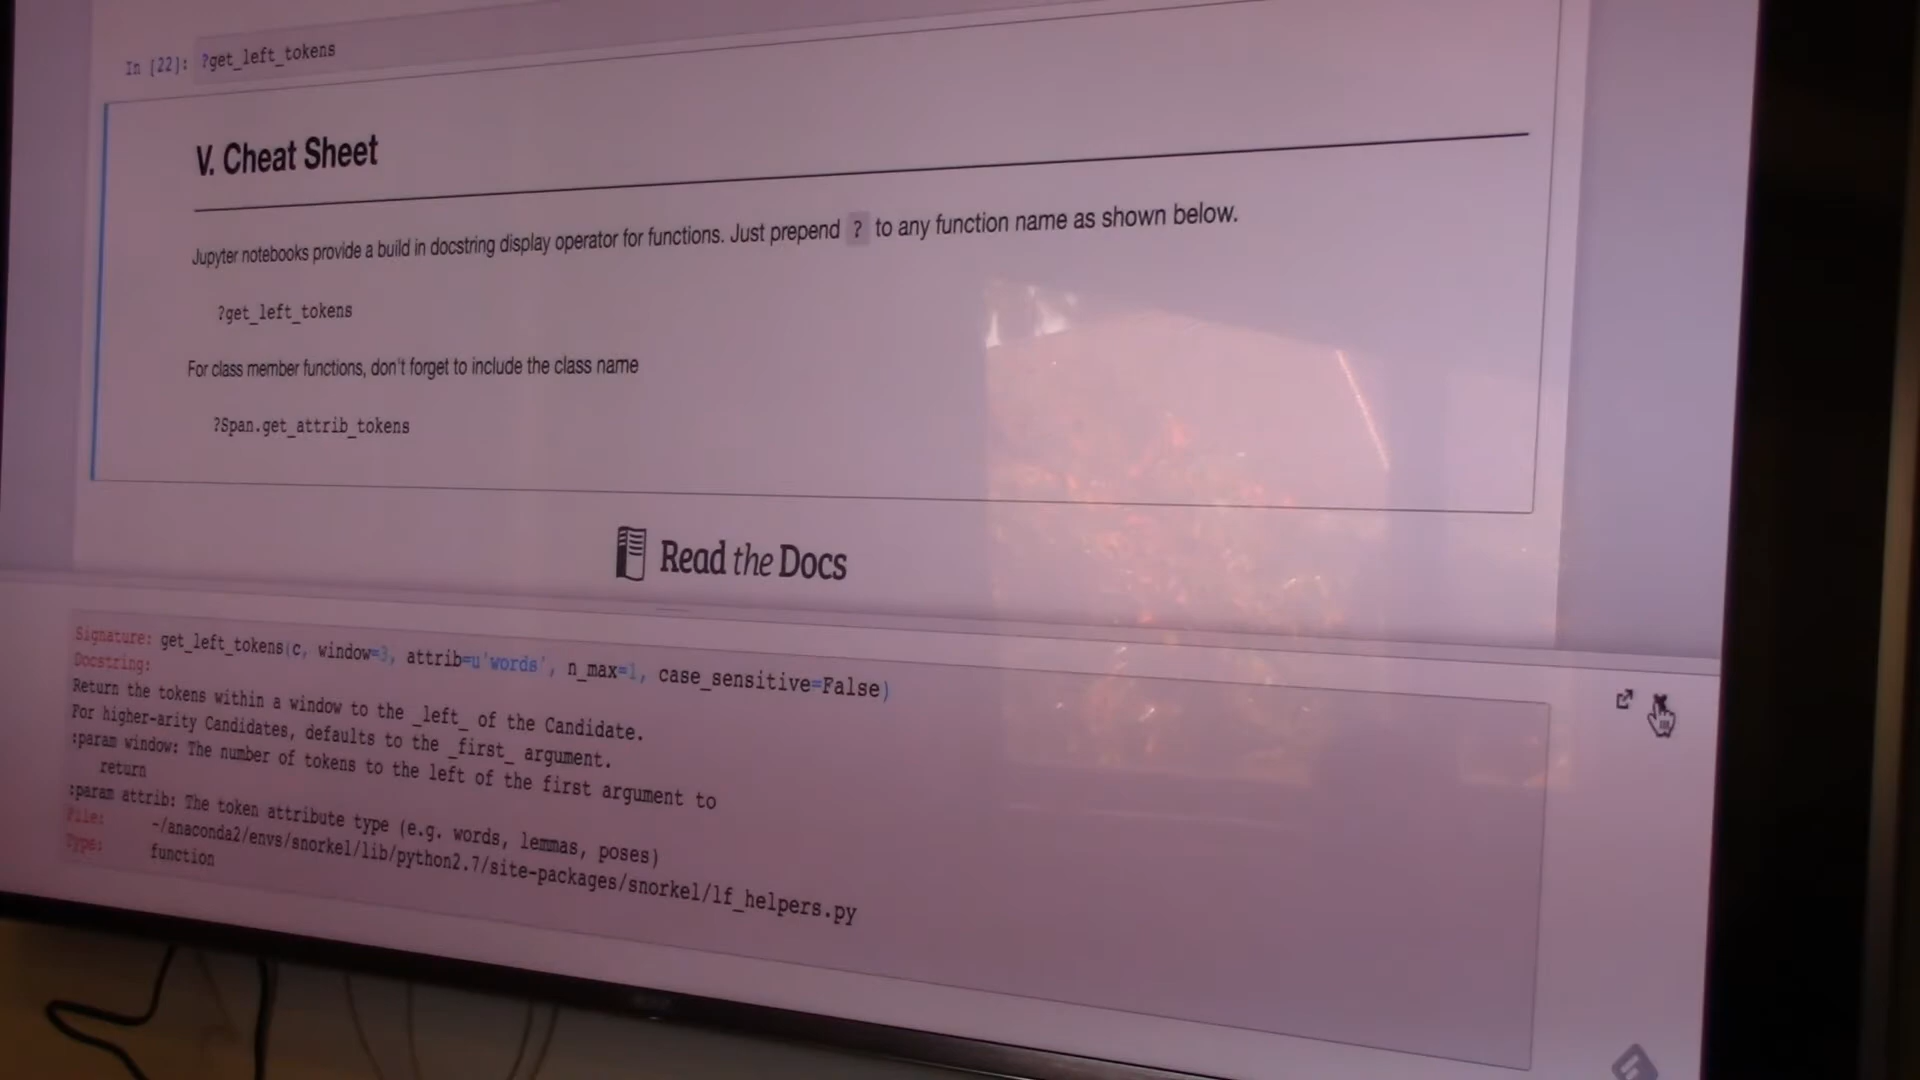 In [22]: ?get_left_tokens
V. Cheat Sheet
Jupyter notebooks provide a build in docstring display operator for functions. Just prepend ? to any function name as shown below.
?get_left_tokens
For class member functions, don't forget to include the class name
?Span.get_attrib_tokens
Read the Docs
Signature: get_left_tokens(c, window=3, attrib=u'words', n_max=1, case_sensitive=False)
Docstring:
Return the tokens within a window to the _left_ of the Candidate.
For higher-arity Candidates, defaults to the _first_ argument.
:param window: The number of tokens to the left of the first argument to
return
:param attrib: The token attribute type (e.g. words, lemmas, poses)
File: ~/anaconda2/envs/snorkel/lib/python2.7/site-packages/snorkel/lf_helpers.py
Type: function